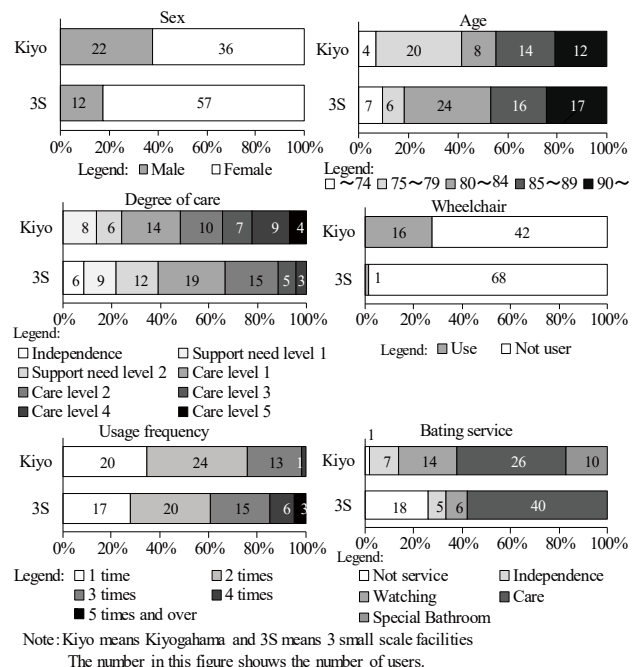 Sex
Kiyo 22 36
3S 12 57
0% 20% 40% 60% 80% 100%
Legend: Male Female
Age
Kiyo 4 20 8 14 12
3S 7 6 24 16 17
0% 20% 40% 60% 80% 100%
Legend:
~74 75~79 80~84 85~89 90~
Degree of care
Kiyo 8 6 14 10 7 9 4
3S 6 9 12 19 15 5 3
0% 20% 40% 60% 80% 100%
Legend:
Independence Support need level 1
Support need level 2 Care level 1
Care level 2 Care level 3
Care level 4 Care level 5
Wheelchair
Kiyo 16 42
3S 1 68
0% 20% 40% 60% 80% 100%
Legend: Use Not user
Usage frequency
Kiyo 20 24 13 1
3S 17 20 15 6 3
0% 20% 40% 60% 80% 100%
Legend: 1 time 2 times
3 times 4 times
5 times and over
Bating service
1
Kiyo 7 14 26 10
3S 18 5 6 40
0% 20% 40% 60% 80% 100%
Legend:
Not service Independence
Watching Care
Special Bathroom
Note: Kiyo means Kiyogahama and 3S means 3 small scale facilities
The number in this figure shouws the number of users.